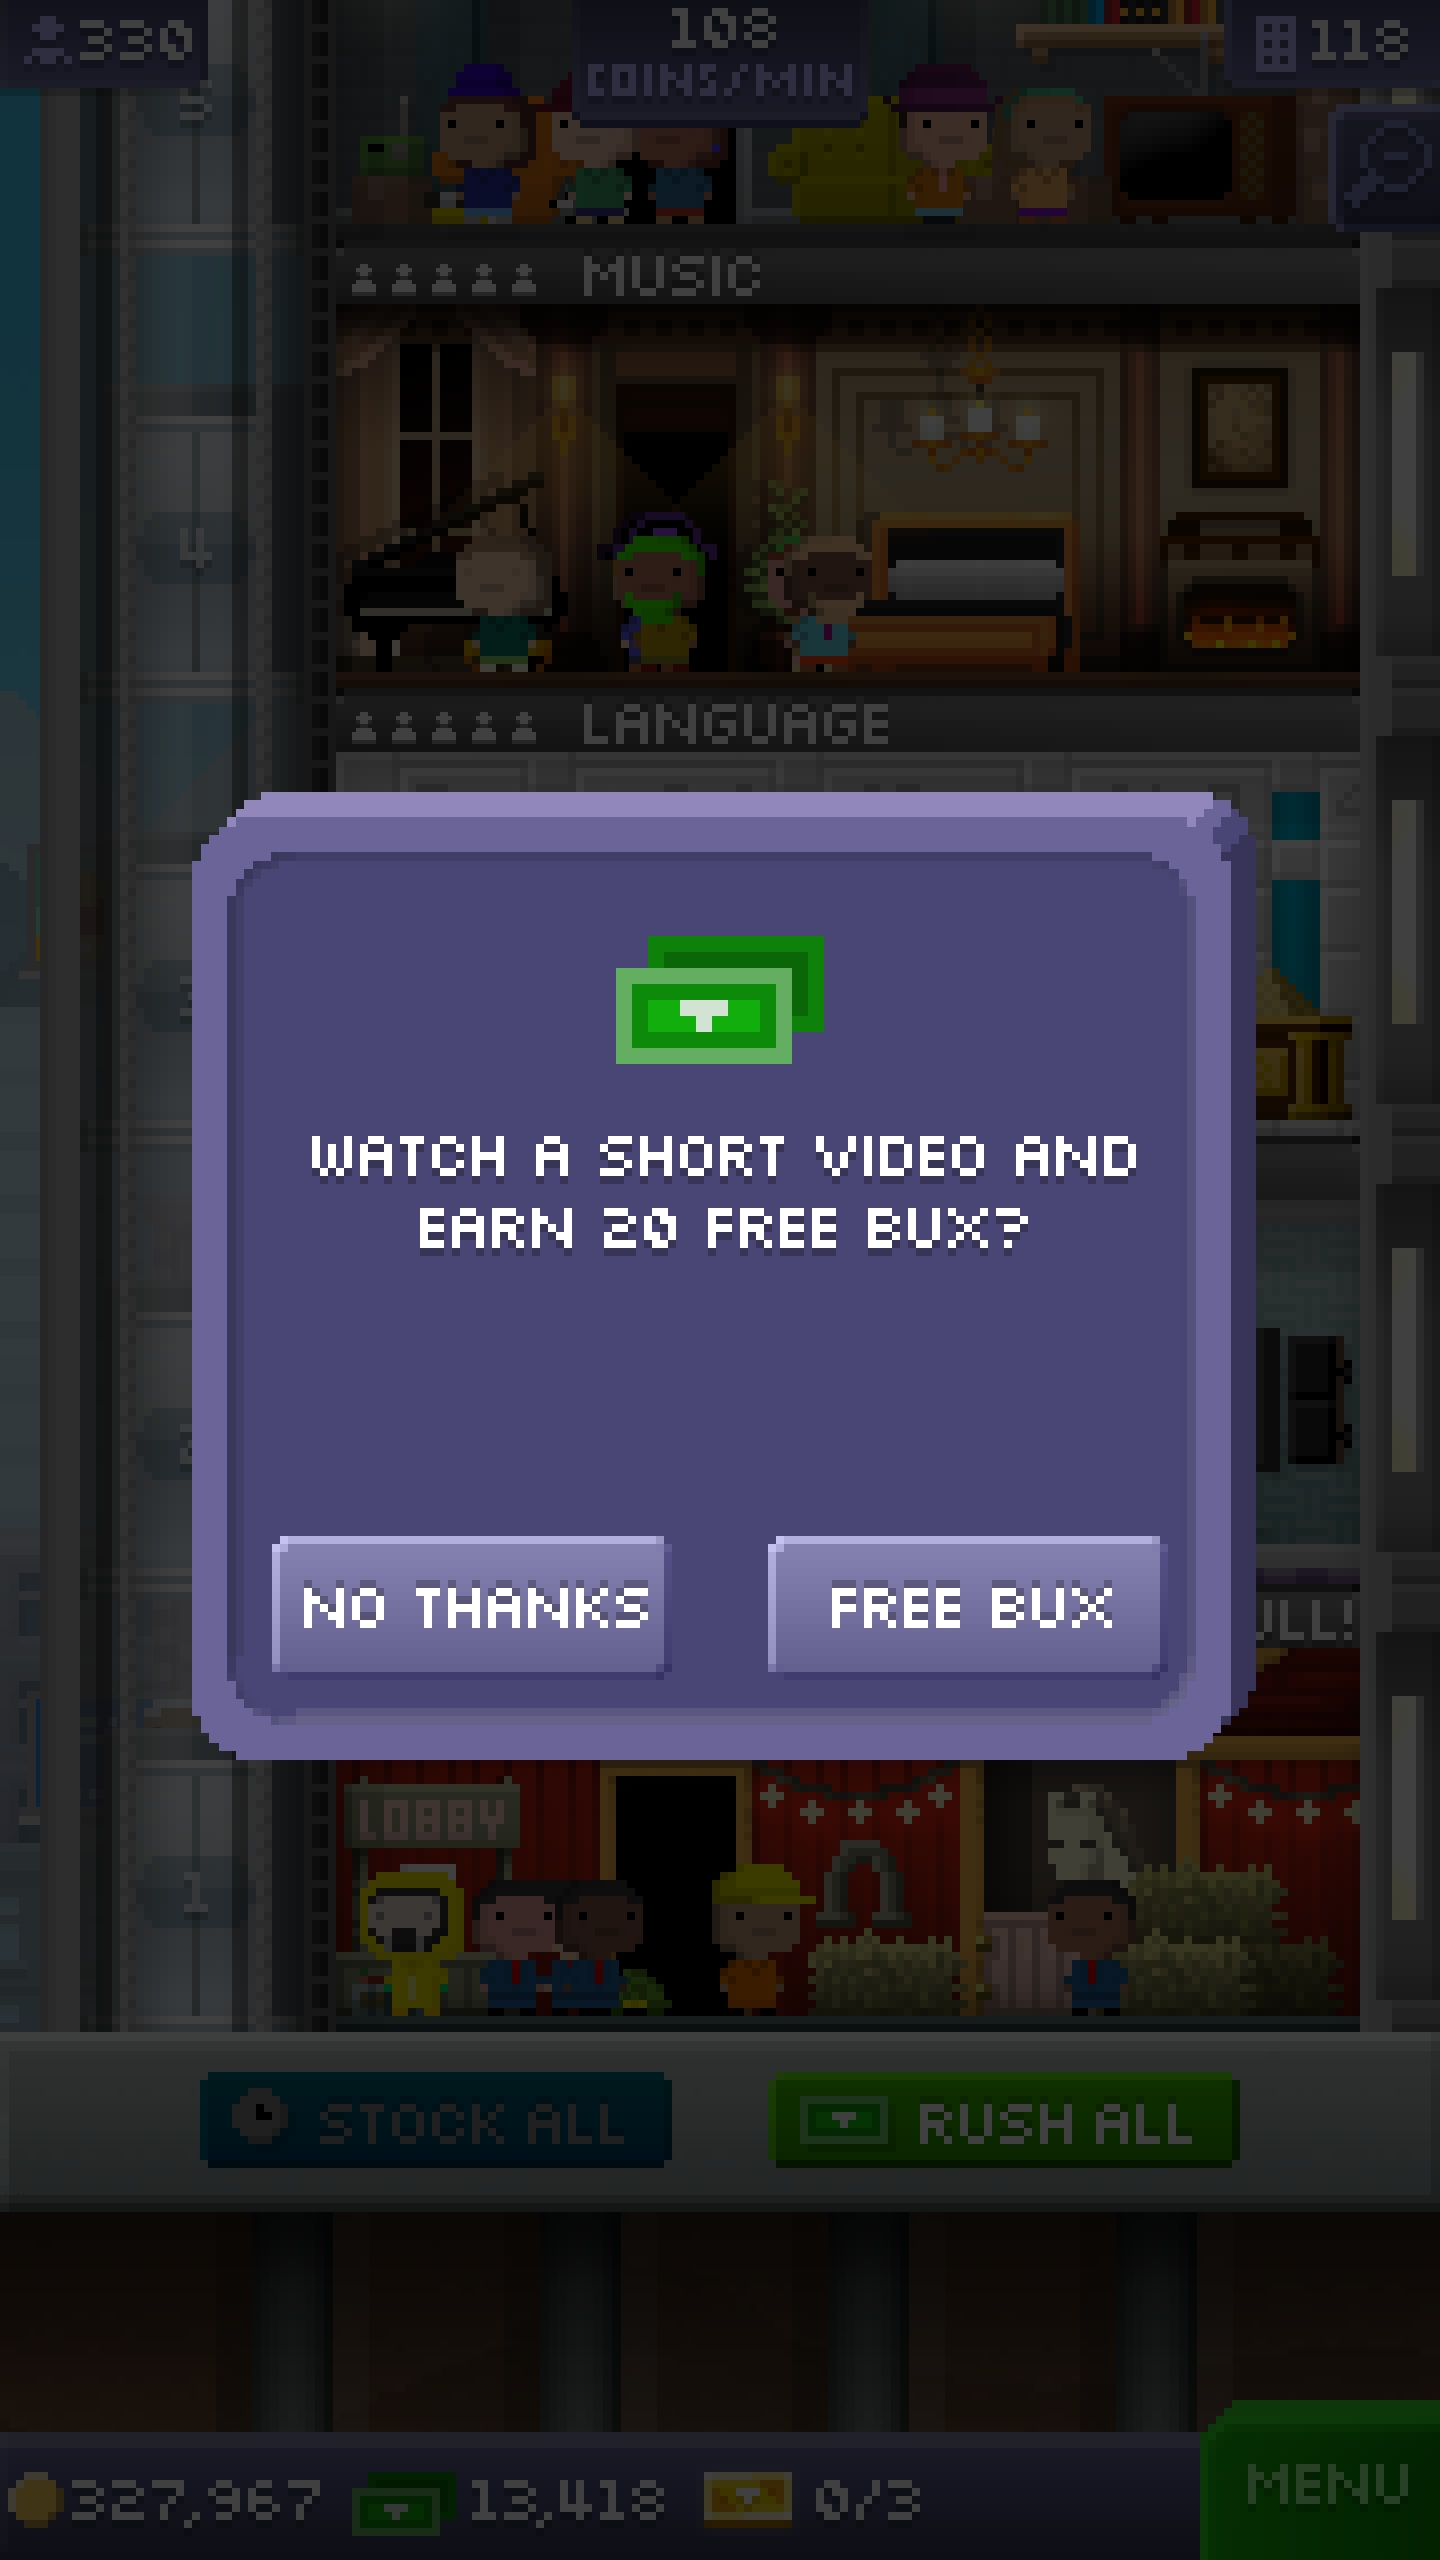 330
108
COINS/MIN
118
5
MUSIC
4
LANGUAGE
WATCH A SHORT VIDEO AND
EARN 20 FREE BUX?
NO THANKS
FREE BUX
LOBBY
1
STOCK ALL
RUSH ALL
327,967
13,418
0/3
MENU